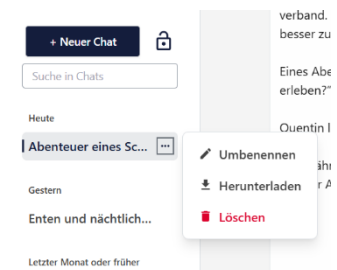 + Neuer Chat
Suche in Chats
Heute
Abenteuer eines Sc...
Gestern
Enten und nächtlich...
Letzter Monat oder früher
Umbenennen
Herunterladen
Löschen
verband.
besser zu
Eines Abe
erleben?"
Quentin l